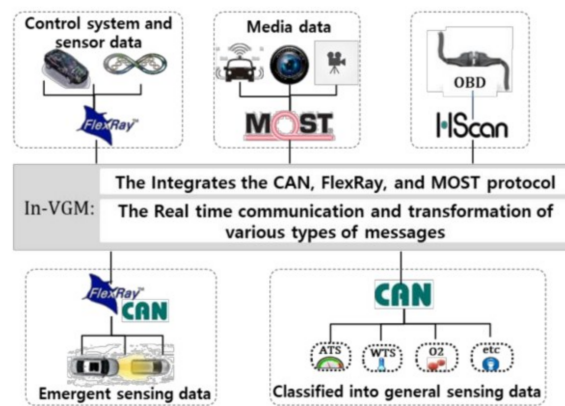 Control system and
sensor data
FlexRay™
Media data
MOST
OBD
HScan
In-VGM:
The Integrates the CAN, FlexRay, and MOST protocol
The Real time communication and transformation of
various types of messages
FlexRay™
CAN
Emergent sensing data
CAN
ATS
WTS
O2
etc
Classified into general sensing data